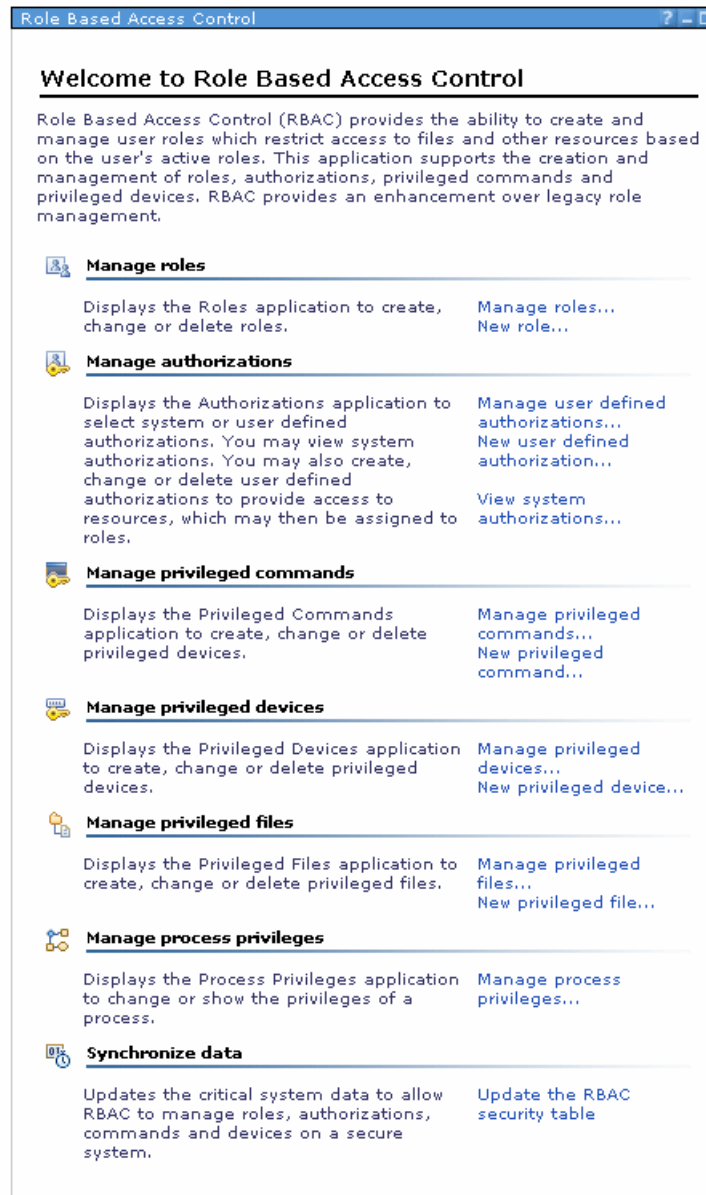 Role Based Access Control
Welcome to Role Based Access Control
Role Based Access Control (RBAC) provides the ability to create and
manage user roles which restrict access to files and other resources based
on the user's active roles. This application supports the creation and
management of roles, authorizations, privileged commands and
privileged devices. RBAC provides an enhancement over legacy role
management.
Manage roles
Displays the Roles application to create,
change or delete roles.
Manage roles...
New role...
Manage authorizations
Displays the Authorizations application to
select system or user defined
authorizations. You may view system
authorizations. You may also create,
change or delete user defined
authorizations to provide access to
resources, which may then be assigned to
roles.
Manage user defined
authorizations...
New user defined
authorization...
View system
authorizations...
Manage privileged commands
Displays the Privileged Commands
application to create, change or delete
privileged devices.
Manage privileged
commands...
New privileged
command...
Manage privileged devices
Displays the Privileged Devices application
to create, change or delete privileged
devices.
Manage privileged
devices...
New privileged device...
Manage privileged files
Displays the Privileged Files application to
create, change or delete privileged files.
Manage privileged
files...
New privileged file...
Manage process privileges
Displays the Process Privileges application
to change or show the privileges of a
process.
Manage process
privileges...
Synchronize data
Updates the critical system data to allow
RBAC to manage roles, authorizations,
commands and devices on a secure
system.
Update the RBAC
security table